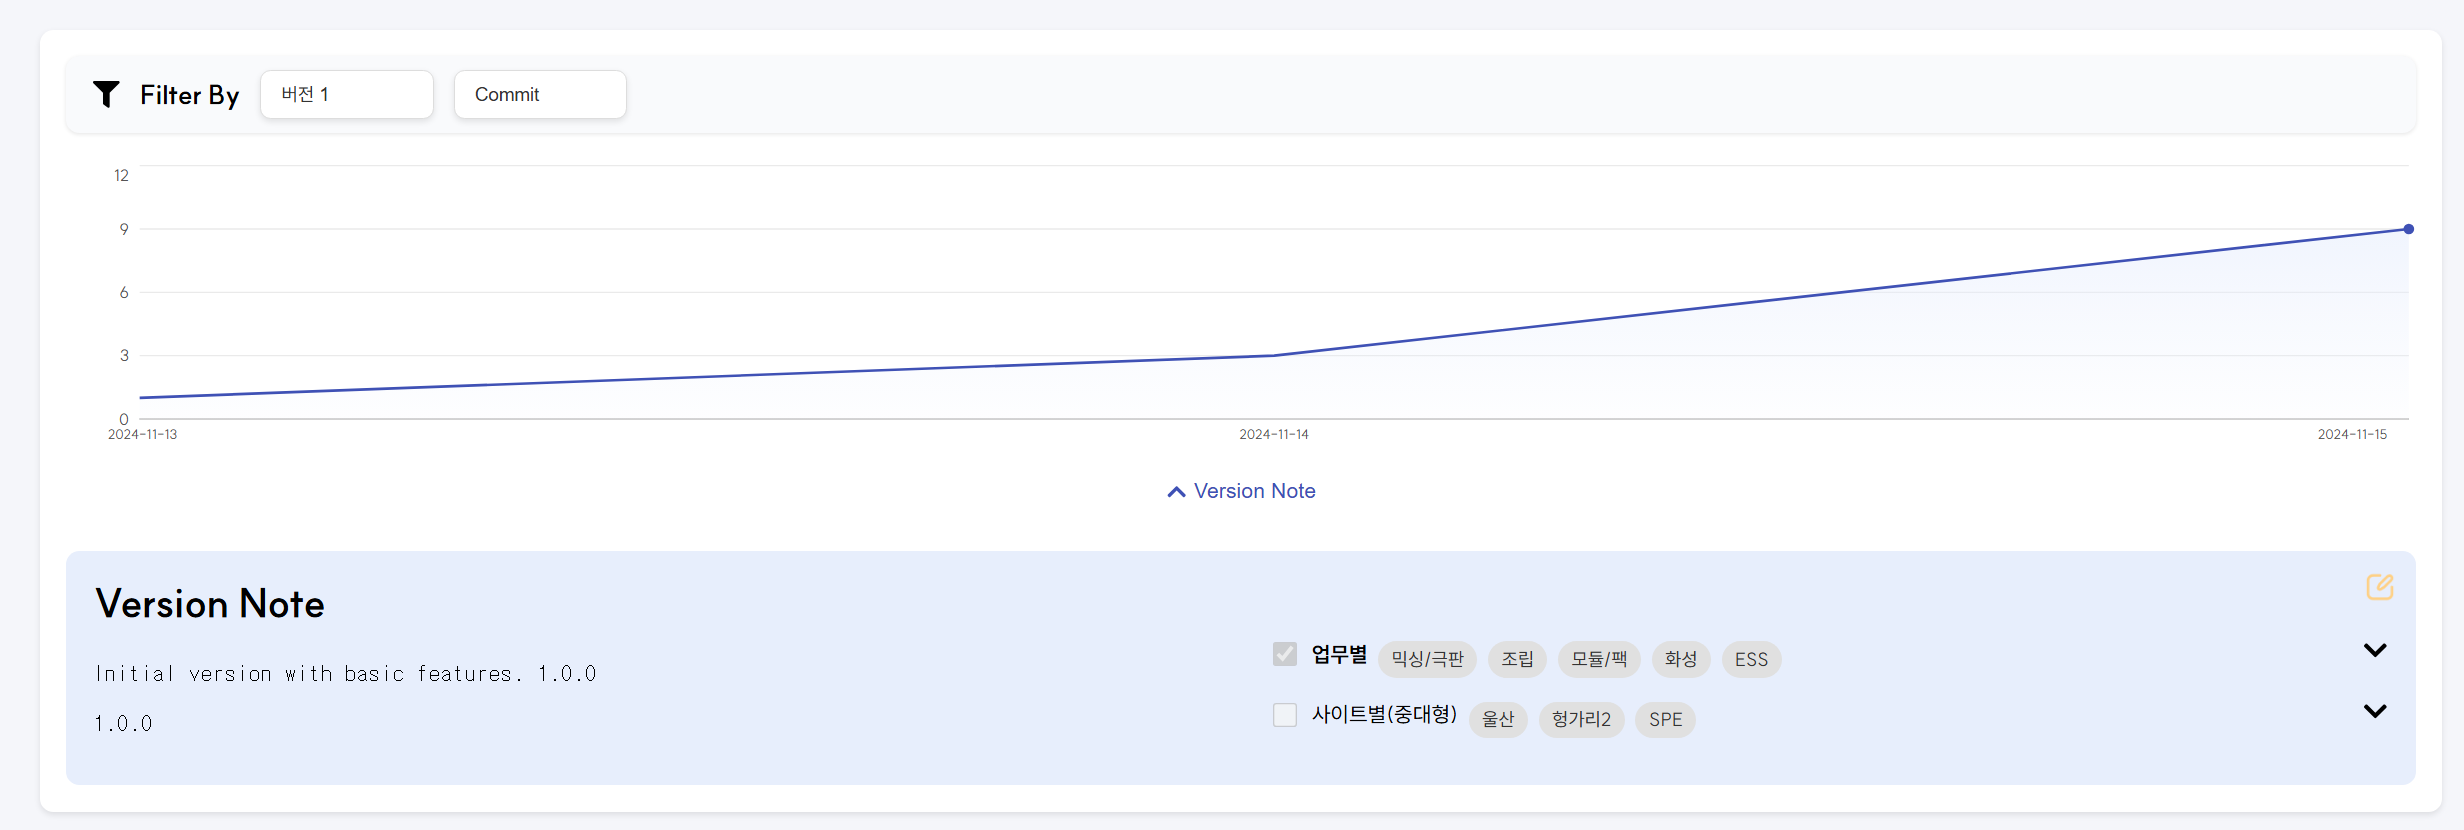 Filter By 버전 1 Commit
12
9
6
3
0
2024-11-13 2024-11-14 2024-11-15
Version Note
Version Note
Initial version with basic features. 1.0.0
1.0.0
업무별 믹싱/극판 조립 모듈/팩 화성 ESS
사이트별(중대형) 울산 헝가리2 SPE